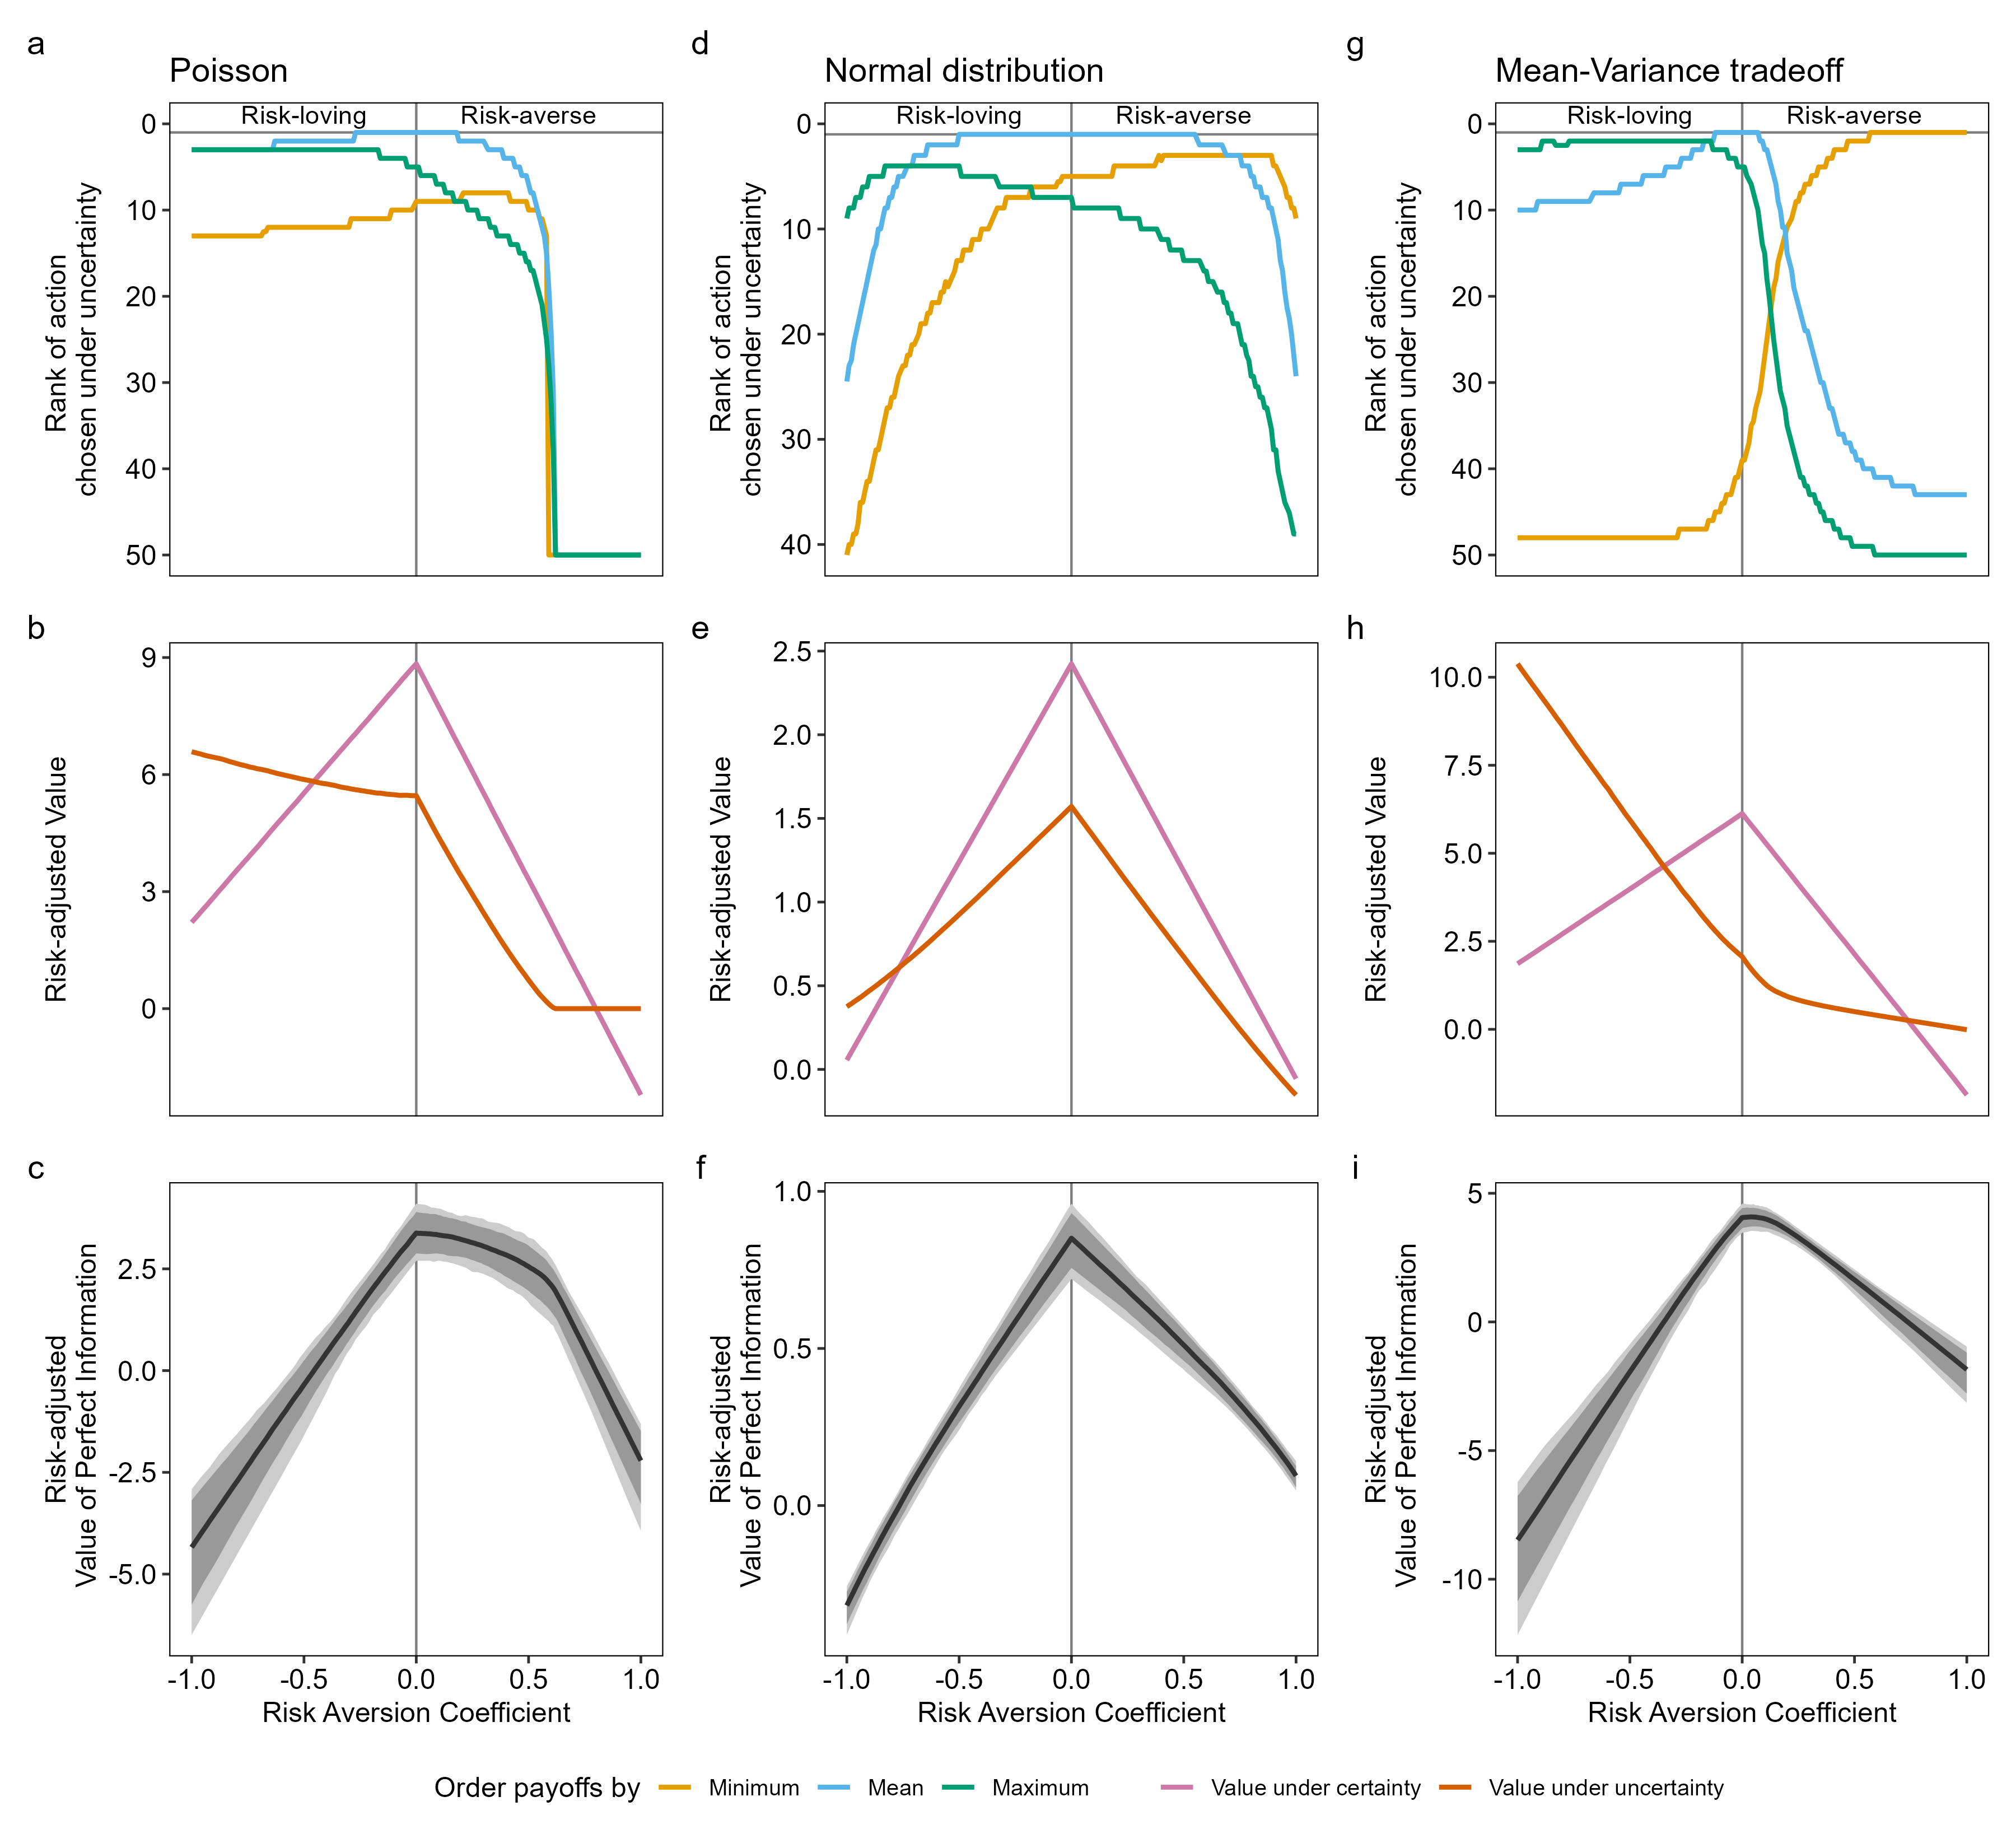 a
d
g
Poisson
Normal distribution
Mean-Variance tradeoff
Risk-loving
Risk-averse
Risk-loving
Risk-averse
Risk-loving
Risk-averse
Rank of action
chosen under uncertainty
0
10
20
30
40
50
Rank of action
chosen under uncertainty
0
10
20
30
40
Rank of action
chosen under uncertainty
0
10
20
30
40
50
b
e
h
Risk-adjusted Value
9
6
3
0
Risk-adjusted Value
2.5
2.0
1.5
1.0
0.5
0.0
Risk-adjusted Value
10.0
7.5
5.0
2.5
0.0
c
f
i
Risk-adjusted
Value of Perfect Information
2.5
0.0
-2.5
-5.0
Risk-adjusted
Value of Perfect Information
1.0
0.5
0.0
Risk-adjusted
Value of Perfect Information
5
0
-5
-10
-1.0 -0.5 0.0 0.5 1.0
-1.0 -0.5 0.0 0.5 1.0
-1.0 -0.5 0.0 0.5 1.0
Risk Aversion Coefficient
Risk Aversion Coefficient
Risk Aversion Coefficient
Order payoffs by Minimum Mean Maximum Value under certainty Value under uncertainty